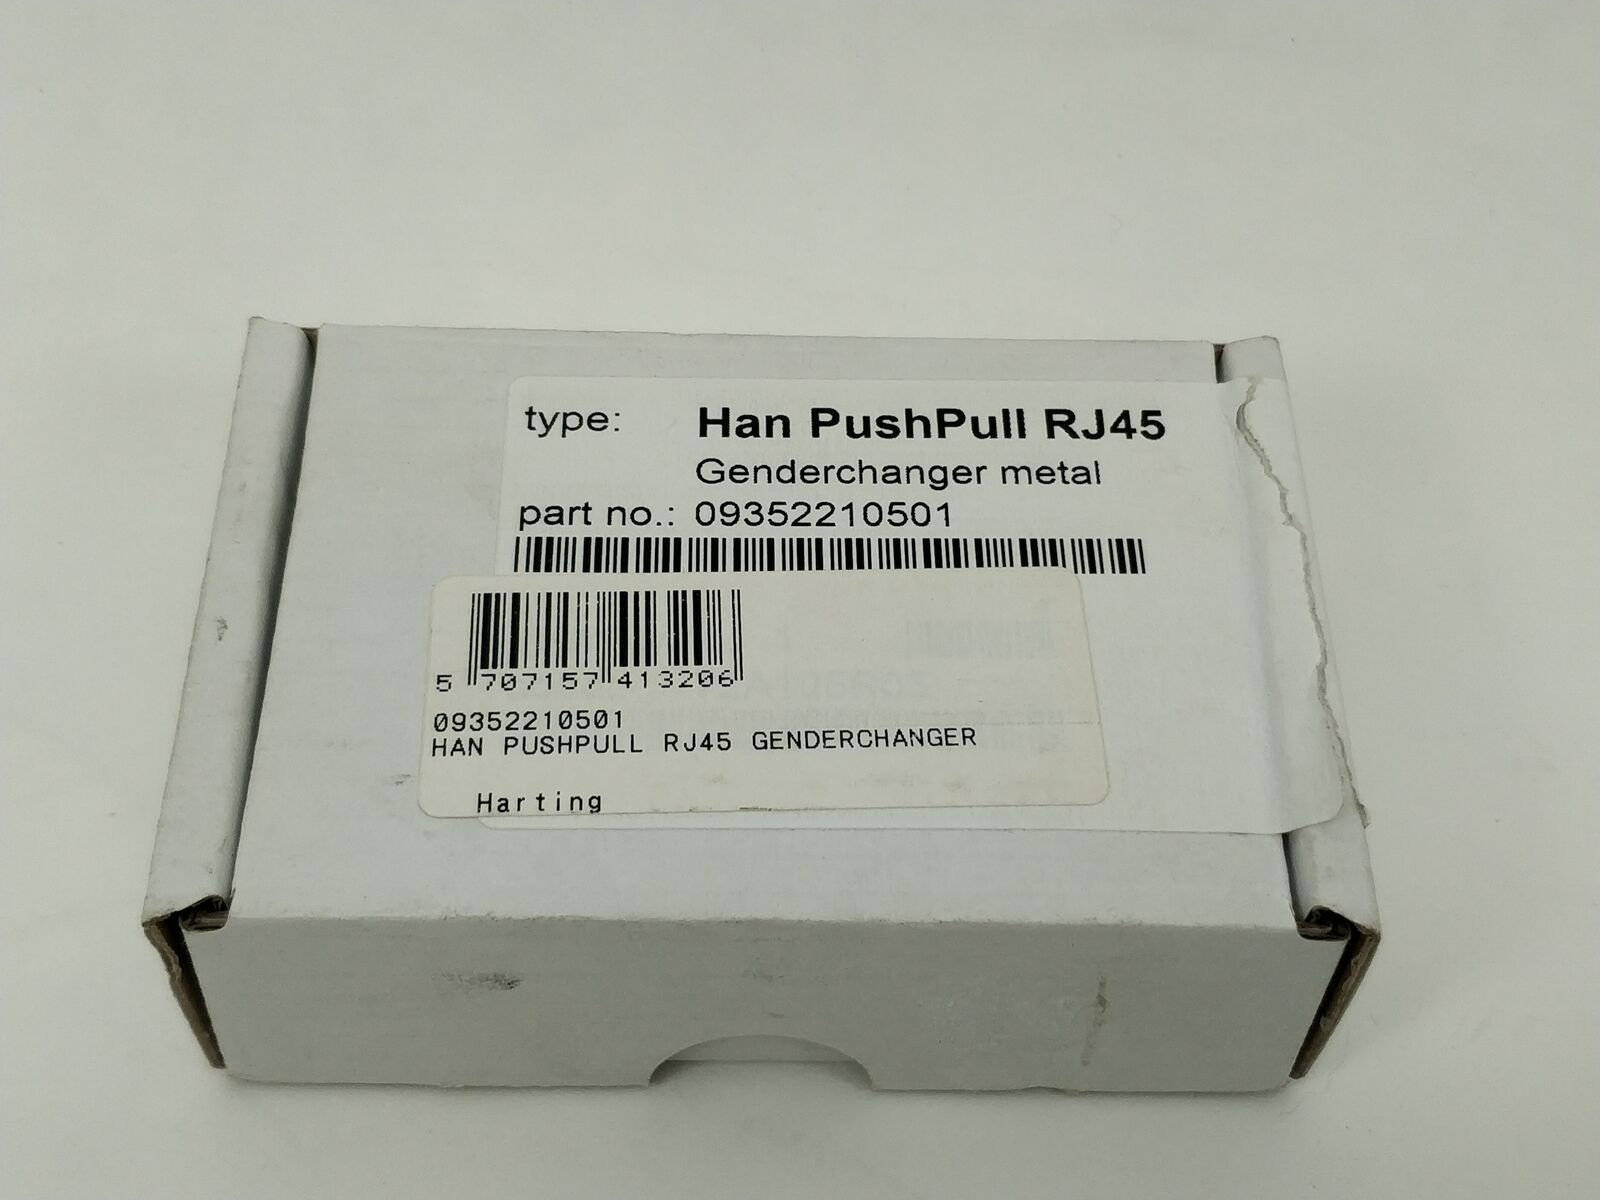 type: Han PushPull RJ45
Genderchanger metal
part no.: 09352210501
5 707157 413206
09352210501
HAN PUSHPULL RJ45 GENDERCHANGER
Harting